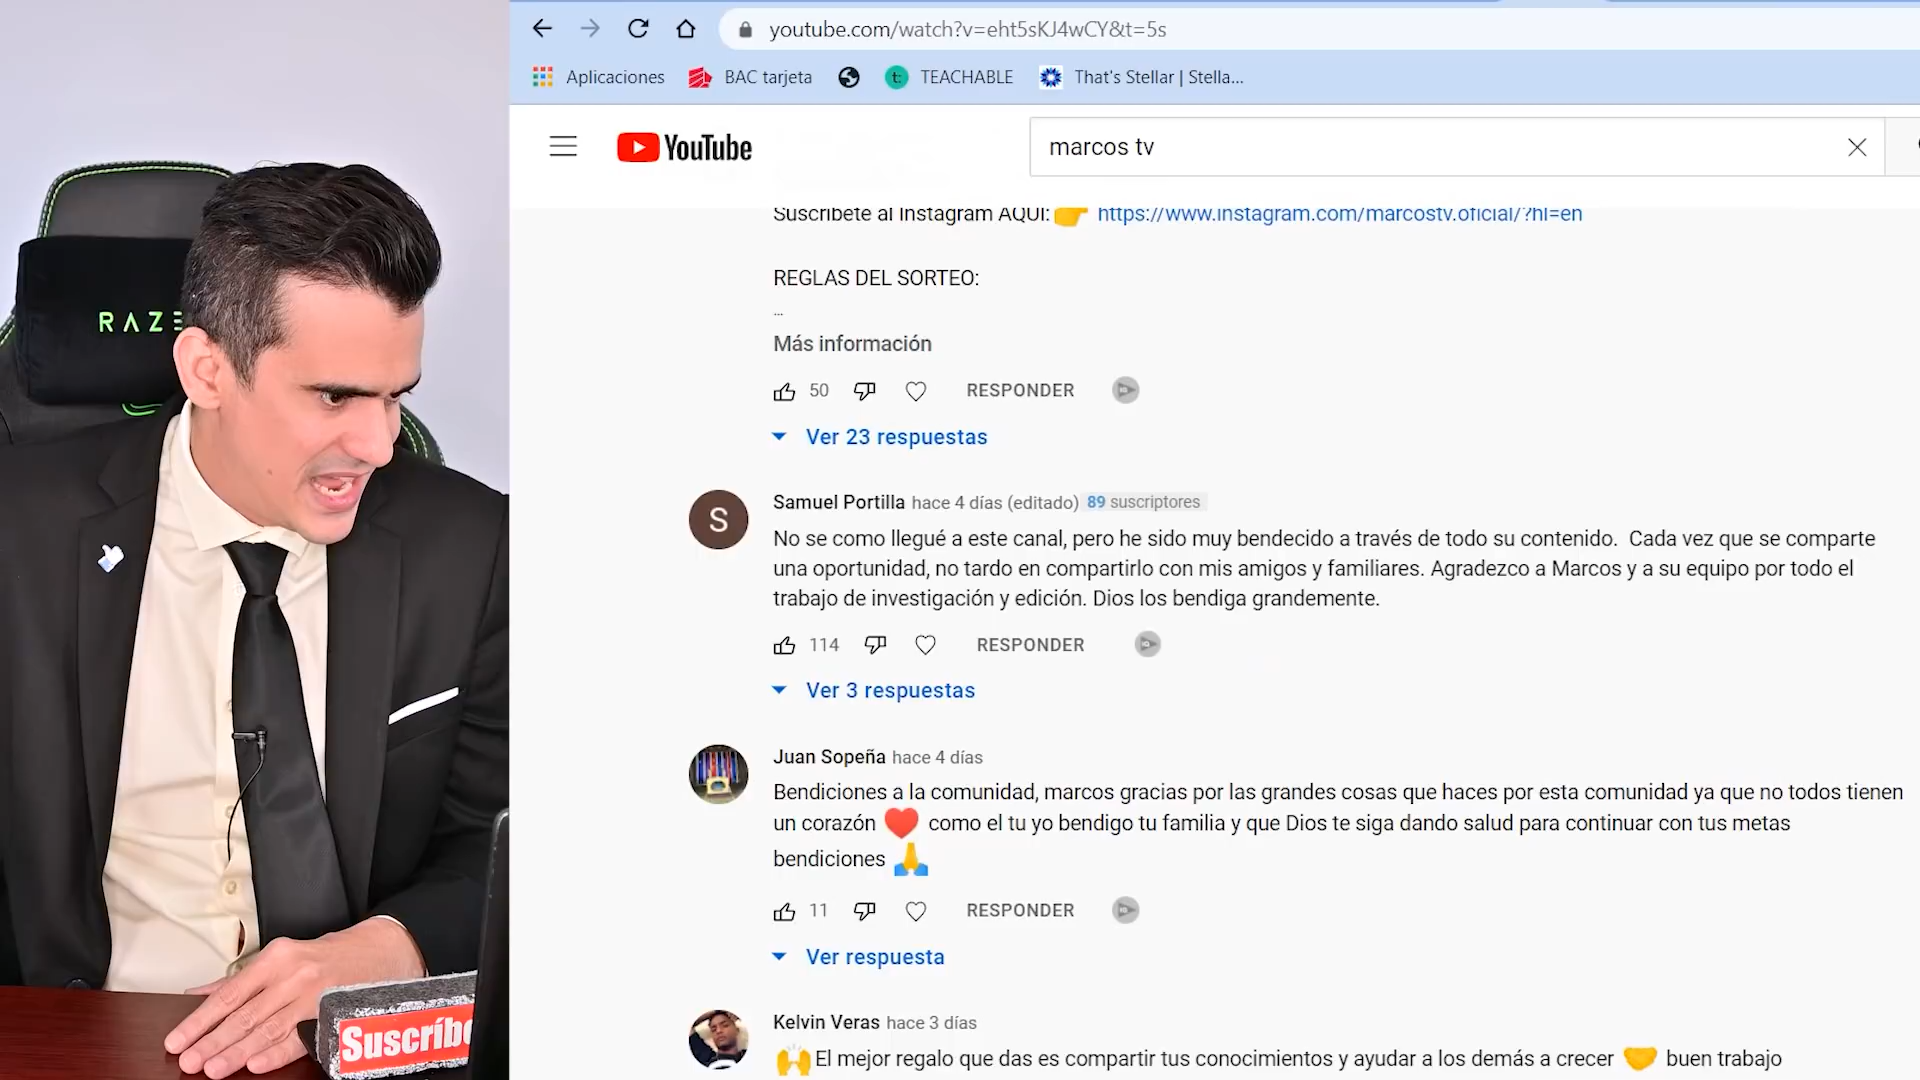 youtube.com/watch?v=eht5sKJ4wCY&t=5s
Aplicaciones BAC tarjeta TEACHABLE That's Stellar | Stella...
YouTube
marcos tv
Suscríbete al Instagram AQUÍ: 👉 https://www.instagram.com/marcostv.oficial/?hl=en
REGLAS DEL SORTEO:
...
Más información
50 RESPONDER
Ver 23 respuestas
Samuel Portilla hace 4 días (editado) 89 suscriptores
S
No se como llegué a este canal, pero he sido muy bendecido a través de todo su contenido. Cada vez que se comparte
una oportunidad, no tardo en compartirlo con mis amigos y familiares. Agradezco a Marcos y a su equipo por todo el
trabajo de investigación y edición. Dios los bendiga grandemente.
114 RESPONDER
Ver 3 respuestas
Juan Sopeña hace 4 días
Bendiciones a la comunidad, marcos gracias por las grandes cosas que haces por esta comunidad ya que no todos tienen
un corazón ❤️ como el tu yo bendigo tu familia y que Dios te siga dando salud para continuar con tus metas
bendiciones 🙏
11 RESPONDER
Ver respuesta
Kelvin Veras hace 3 días
🙌 El mejor regalo que das es compartir tus conocimientos y ayudar a los demás a crecer 🤝 buen trabajo
RAZE
Suscríbe